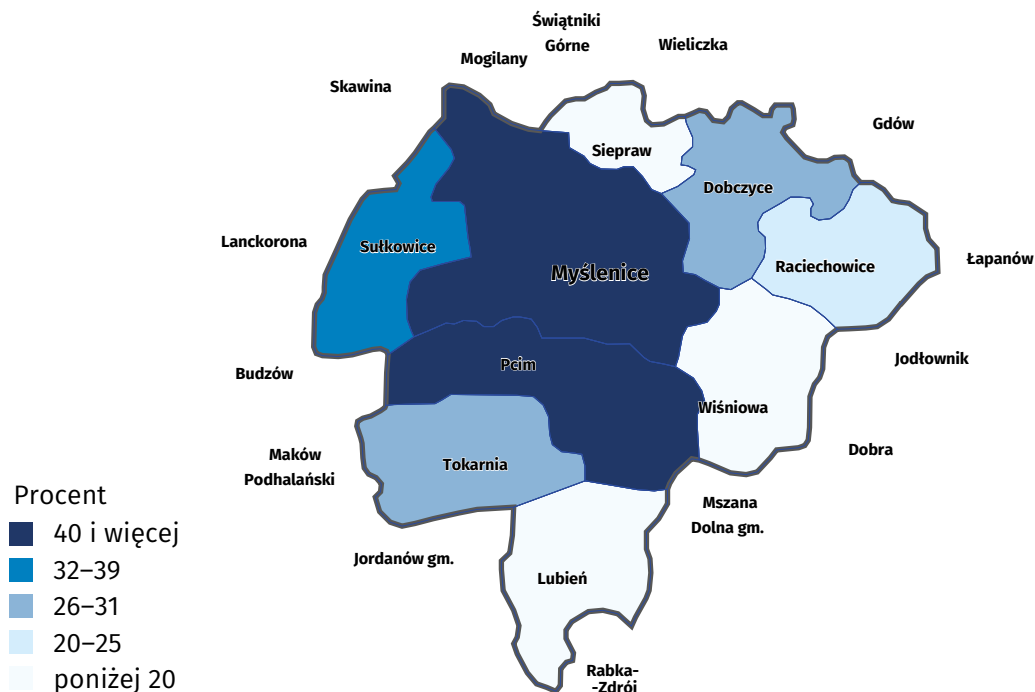 Świątniki
Górne
Wieliczka
Mogilany
Skawina
Gdów
Siepraw
Dobczyce
Lanckorona
Sułkowice
Myślenice
Raciechowice
Łapanów
Budzów
Pcim
Jodłownik
Wiśniowa
Maków
Podhalański
Tokarnia
Dobra
Mszana
Dolna gm.
Jordanów gm.
Lubień
Rabka-
-Zdrój
Procent
40 i więcej
32–39
26–31
20–25
poniżej 20